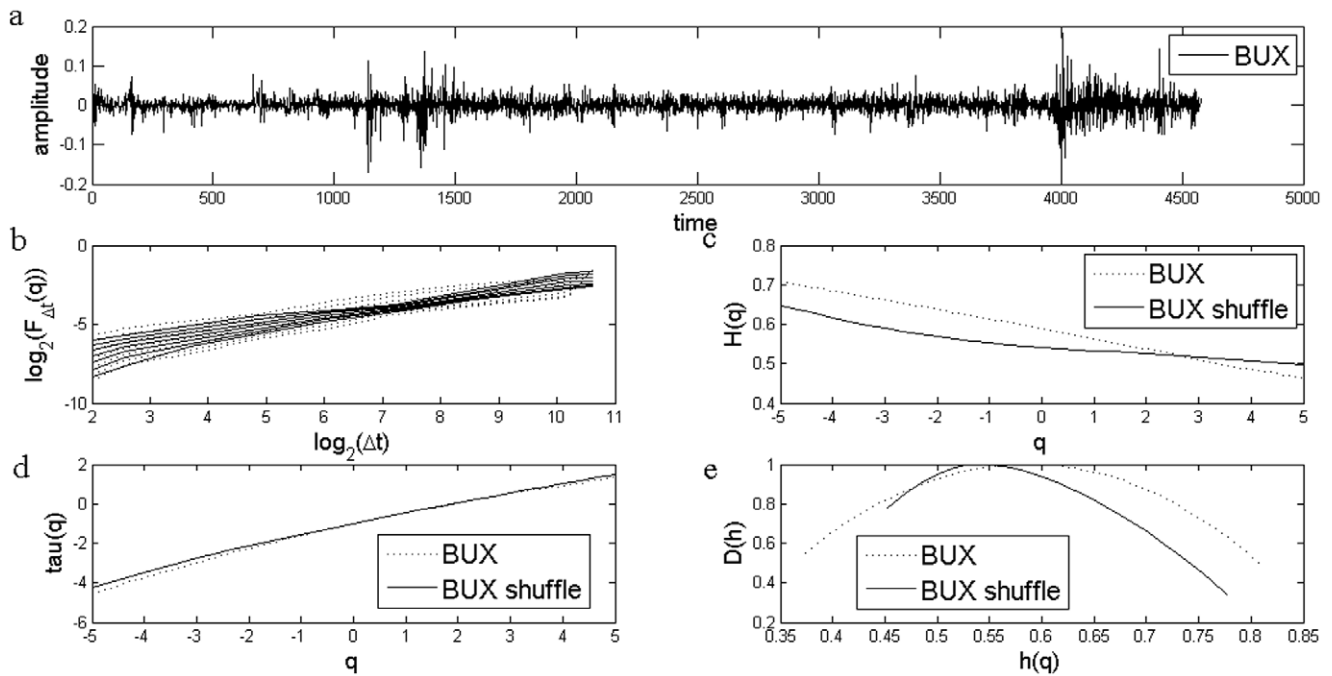 a
0.2
0.1
0
-0.1
-0.2
amplitude
BUX
0 500 1000 1500 2000 2500 3000 3500 4000 4500 5000
time
b
0
-5
-10
log2(FΔt(q))
2 3 4 5 6 7 8 9 10 11
log2(Δt)
c
0.8
0.7
0.6
0.5
0.4
H(q)
BUX
BUX shuffle
-5 -4 -3 -2 -1 0 1 2 3 4 5
q
d
2
0
-2
-4
-6
tau(q)
BUX
BUX shuffle
-5 -4 -3 -2 -1 0 1 2 3 4 5
q
e
1
0.8
0.6
0.4
0.2
D(h)
BUX
BUX shuffle
0.35 0.4 0.45 0.5 0.55 0.6 0.65 0.7 0.75 0.8 0.85
h(q)